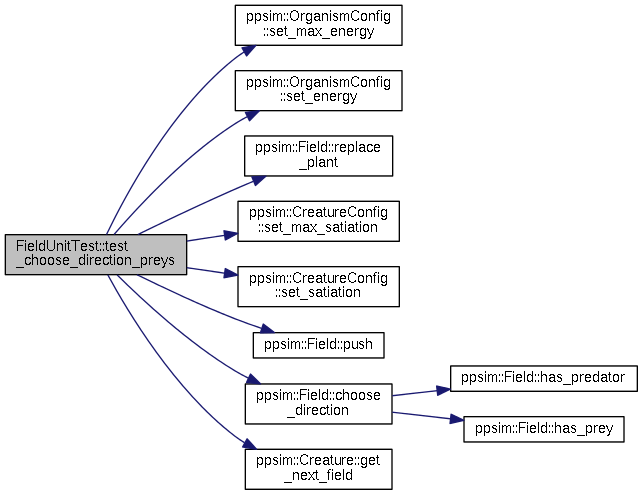 ppsim::OrganismConfig
::set_max_energy
ppsim::OrganismConfig
::set_energy
ppsim::Field::replace
_plant
ppsim::CreatureConfig
::set_max_satiation
FieldUnitTest::test
_choose_direction_preys
ppsim::CreatureConfig
::set_satiation
ppsim::Field::push
ppsim::Field::choose
_direction
ppsim::Field::has_predator
ppsim::Field::has_prey
ppsim::Creature::get
_next_field